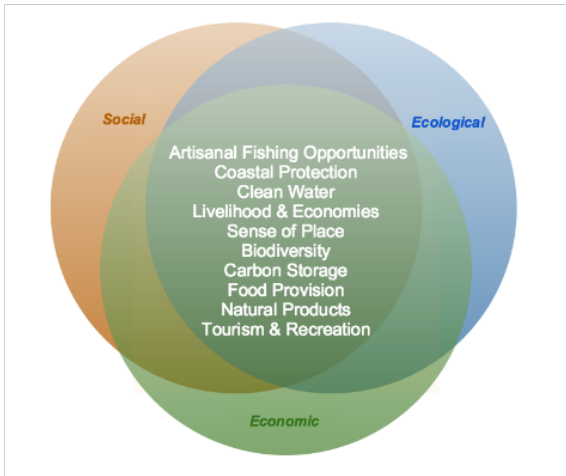 Social
Ecological
Artisanal Fishing Opportunities
Coastal Protection
Clean Water
Livelihood & Economies
Sense of Place
Biodiversity
Carbon Storage
Food Provision
Natural Products
Tourism & Recreation
Economic